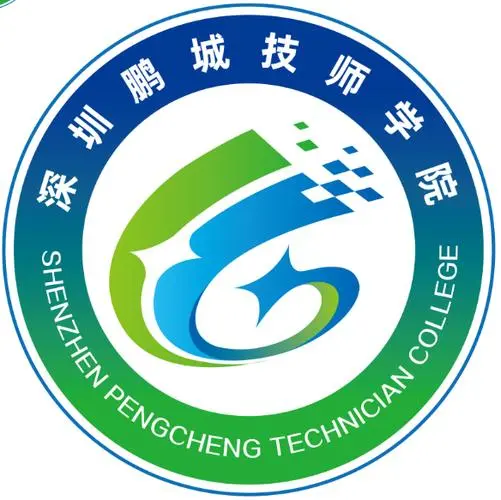 深圳鹏城技师学院
SHENZHEN PENGCHENG TECHNICIAN COLLEGE